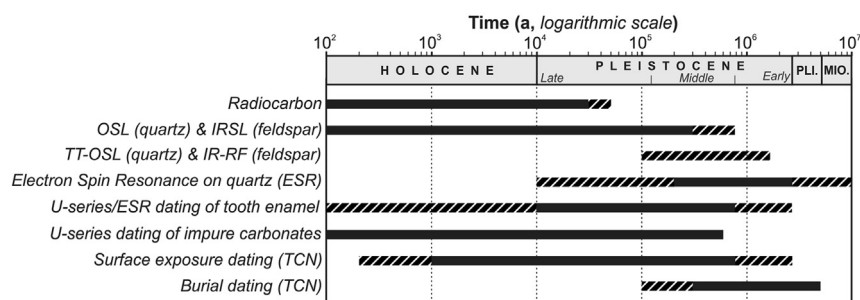 Time (a, logarithmic scale)
10² 10³ 10⁴ 10⁵ 10⁶ 10⁷
HOLOCENE PLEISTOCENE PLI. MIO.
Late Middle Early
Radiocarbon
OSL (quartz) & IRSL (feldspar)
TT-OSL (quartz) & IR-RF (feldspar)
Electron Spin Resonance on quartz (ESR)
U-series/ESR dating of tooth enamel
U-series dating of impure carbonates
Surface exposure dating (TCN)
Burial dating (TCN)